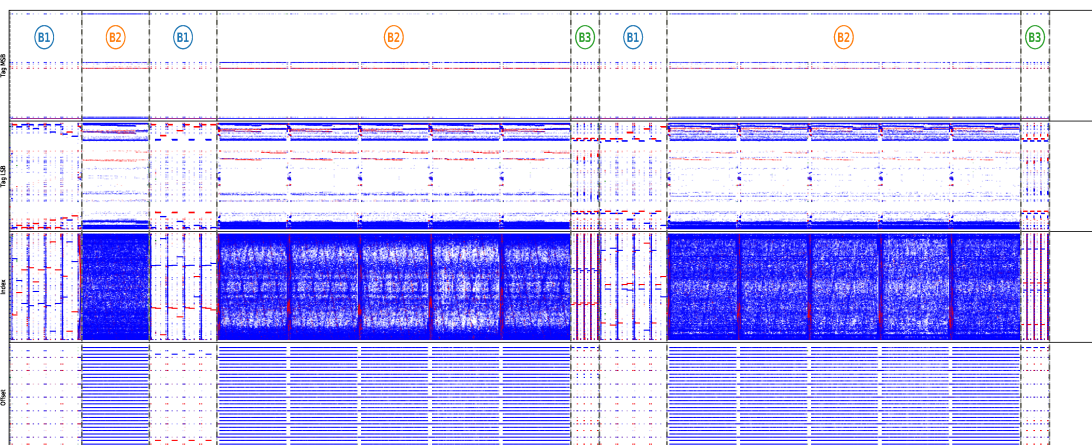 B1 B2 B1 B2 B3 B1 B2 B3
Tag MSB
Tag LSB
Index
Offset